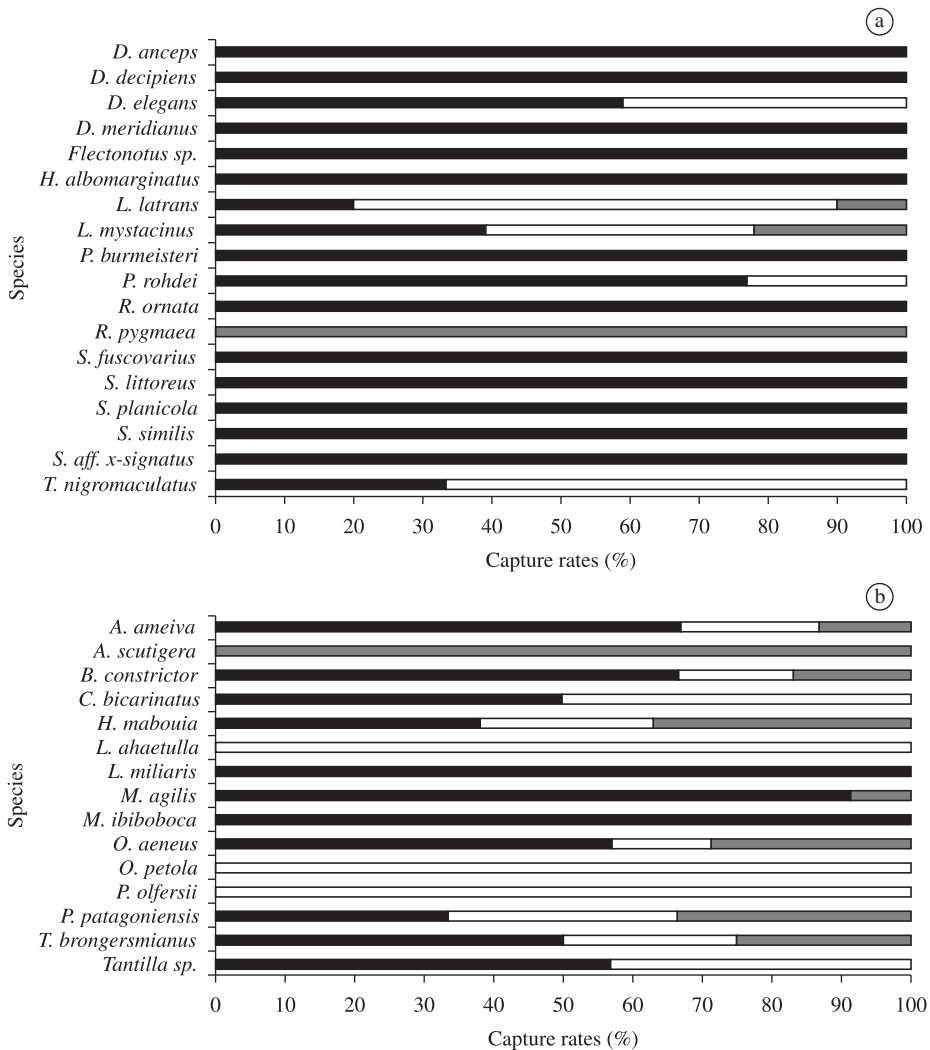 a
D. anceps
D. decipiens
D. elegans
D. meridianus
Flectonotus sp.
H. albomarginatus
L. latrans
L. mystacinus
P. burmeisteri
P. rohdei
R. ornata
R. pygmaea
S. fuscovarius
S. littoreus
S. planicola
S. similis
S. aff. x-signatus
T. nigromaculatus
Species
0 10 20 30 40 50 60 70 80 90 100
Capture rates (%)
b
A. ameiva
A. scutigera
B. constrictor
C. bicarinatus
H. mabouia
L. ahaetulla
L. miliaris
M. agilis
M. ibiboboca
O. aeneus
O. petola
P. olfersii
P. patagoniensis
T. brongersmianus
Tantilla sp.
Species
0 10 20 30 40 50 60 70 80 90 100
Capture rates (%)